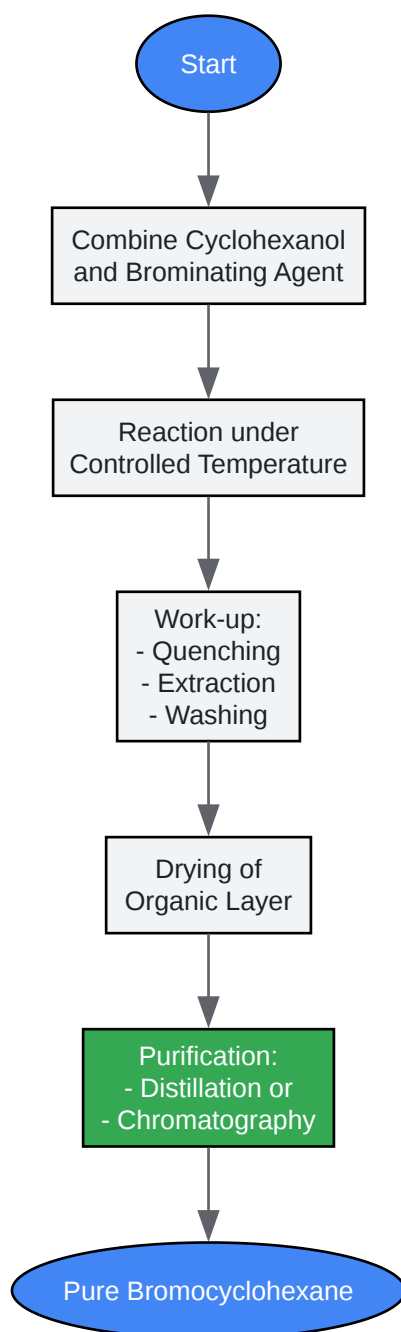 Start
Combine Cyclohexanol
and Brominating Agent
Reaction under
Controlled Temperature
Work-up:
- Quenching
- Extraction
- Washing
Drying of
Organic Layer
Purification:
- Distillation or
- Chromatography
Pure Bromocyclohexane